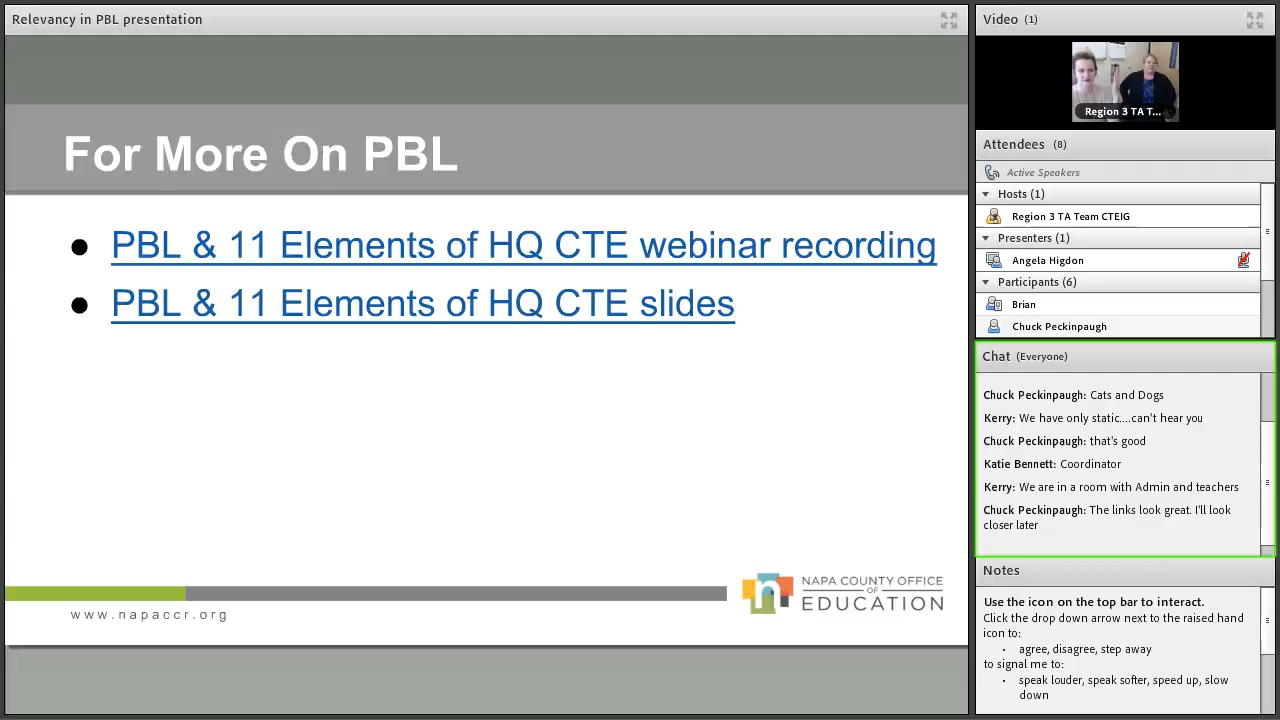 Relevancy in PBL presentation
For More On PBL
● PBL & 11 Elements of HQ CTE webinar recording
● PBL & 11 Elements of HQ CTE slides
www.napaccr.org
NAPA COUNTY OFFICE
OF
EDUCATION
Video (1)
Region 3 TA T...
Attendees (8)
Active Speakers
Hosts (1)
Region 3 TA Team CTEIG
Presenters (1)
Angela Higdon
Participants (6)
Brian
Chuck Peckinpaugh
Chat (Everyone)
Chuck Peckinpaugh: Cats and Dogs
Kerry: We have only static....can't hear you
Chuck Peckinpaugh: that's good
Katie Bennett: Coordinator
Kerry: We are in a room with Admin and teachers
Chuck Peckinpaugh: The links look great. I'll look
closer later
Notes
Use the icon on the top bar to interact.
Click the drop down arrow next to the raised hand
icon to:
• agree, disagree, step away
to signal me to:
• speak louder, speak softer, speed up, slow
down